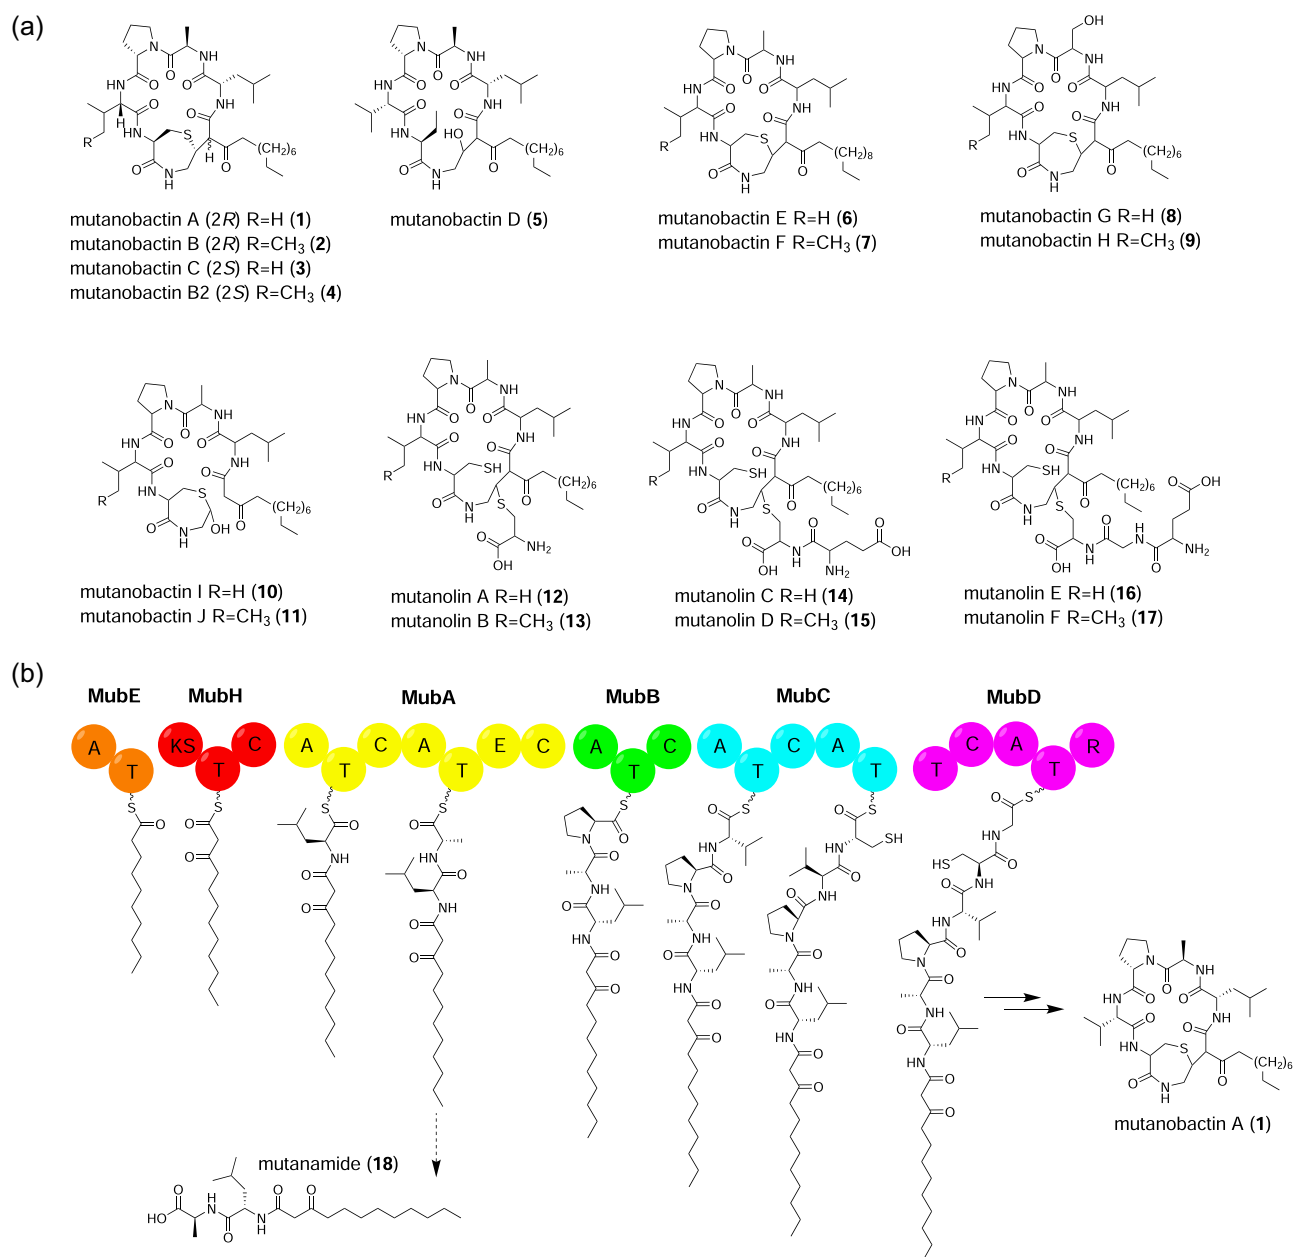 (a)
mutanobactin A (2R) R=H (1)
mutanobactin B (2R) R=CH3 (2)
mutanobactin C (2S) R=H (3)
mutanobactin B2 (2S) R=CH3 (4)
mutanobactin D (5)
mutanobactin E R=H (6)
mutanobactin F R=CH3 (7)
mutanobactin G R=H (8)
mutanobactin H R=CH3 (9)
mutanobactin I R=H (10)
mutanobactin J R=CH3 (11)
mutanolin A R=H (12)
mutanolin B R=CH3 (13)
mutanolin C R=H (14)
mutanolin D R=CH3 (15)
mutanolin E R=H (16)
mutanolin F R=CH3 (17)
(b)
MubE MubH MubA MubB MubC MubD
A T KS T C A T C A T E C A T C A T C A T T C A T R
mutanobactin A (1)
mutanamide (18)